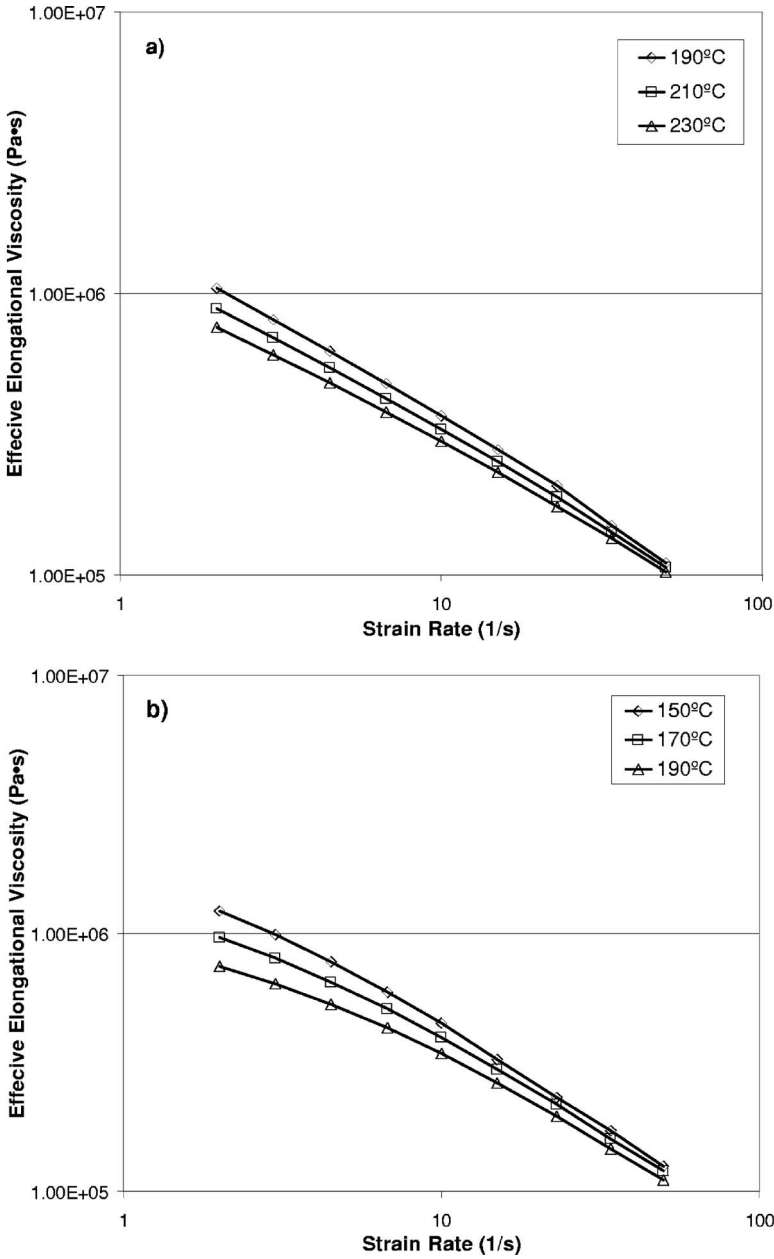 1.00E+07
a)
190ºC
210ºC
230ºC
Effecive Elongational Viscosity (Pa•s)
1.00E+06
1.00E+05
1
10
100
Strain Rate (1/s)
1.00E+07
b)
150ºC
170ºC
190ºC
Effecive Elongational Viscosity (Pa•s)
1.00E+06
1.00E+05
1
10
100
Strain Rate (1/s)